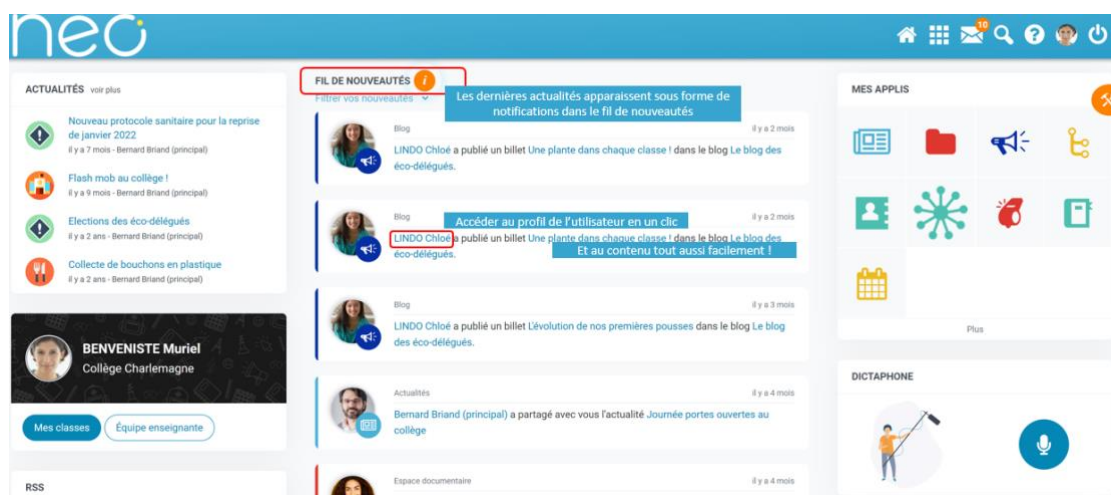 neo
10
ACTUALITÉS voir plus
Nouveau protocole sanitaire pour la reprise
de janvier 2022
il y a 7 mois - Bernard Briand (principal)
Flash mob au collège !
il y a 9 mois - Bernard Briand (principal)
Elections des éco-délégués
il y a 2 ans - Bernard Briand (principal)
Collecte de bouchons en plastique
il y a 2 ans - Bernard Briand (principal)
BENVENISTE Muriel
Collège Charlemagne
Mes classes
Équipe enseignante
RSS
FIL DE NOUVEAUTÉS i
Filtrer vos nouveautés
Les dernières actualités apparaissent sous forme de
notifications dans le fil de nouveautés
Blog
il y a 2 mois
LINDO Chloé a publié un billet Une plante dans chaque classe ! dans le blog Le blog des
éco-délégués.
Blog
il y a 2 mois
Accéder au profil de l'utilisateur en un clic
LINDO Chloé a publié un billet Une plante dans chaque classe ! dans le blog Le blog des
éco-délégués.
Et au contenu tout aussi facilement !
Blog
il y a 3 mois
LINDO Chloé a publié un billet L'évolution de nos premières pousses dans le blog Le blog
des éco-délégués.
Actualités
il y a 4 mois
Bernard Briand (principal) a partagé avec vous l'actualité Journée portes ouvertes au
collège
Espace documentaire
il y a 4 mois
MES APPLIS
Plus
DICTAPHONE